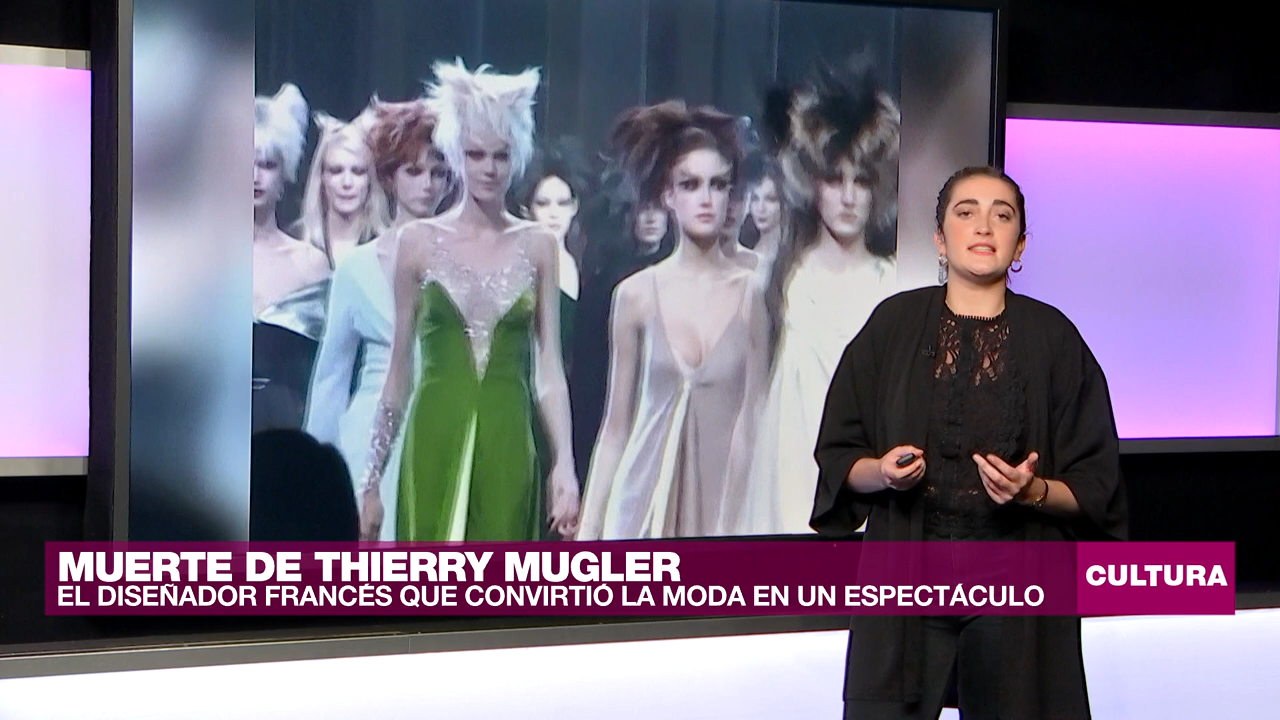 MUERTE DE THIERRY MUGLER
EL DISEÑADOR FRANCÉS QUE CONVIRTIÓ LA MODA EN UN ESPECTÁCULO
CULTURA